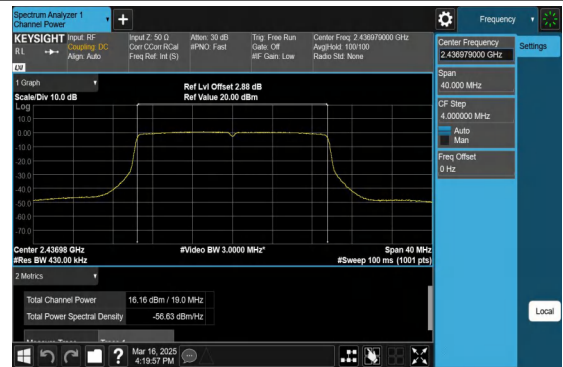 Spectrum Analyzer 1
Channel Power
+
Frequency
KEYSIGHT Input: RF
RL
Coupling: DC
Align: Auto
Input Z: 50 Ω
Corr CCorr RCal
Freq Ref: Int (S)
Atten: 30 dB
#PNO: Fast
Trig: Free Run
Gate: Off
#IF Gain: Low
Center Freq: 2.436979000 GHz
Avg|Hold: 100/100
Radio Std: None
LXI
Center Frequency
2.436979000 GHz
Settings
Span
40.000 MHz
CF Step
4.000000 MHz
Auto
Man
Freq Offset
0 Hz
Local
1 Graph
Scale/Div 10.0 dB
Ref Lvl Offset 2.88 dB
Ref Value 20.00 dBm
Log
10.0
0.00
-10.0
-20.0
-30.0
-40.0
-50.0
-60.0
-70.0
Center 2.43698 GHz
#Res BW 430.00 kHz
#Video BW 3.0000 MHz*
Span 40 MHz
#Sweep 100 ms (1001 pts)
2 Metrics
Total Channel Power 16.16 dBm / 19.0 MHz
Total Power Spectral Density -56.63 dBm/Hz
?
Mar 16, 2025
4:19:57 PM